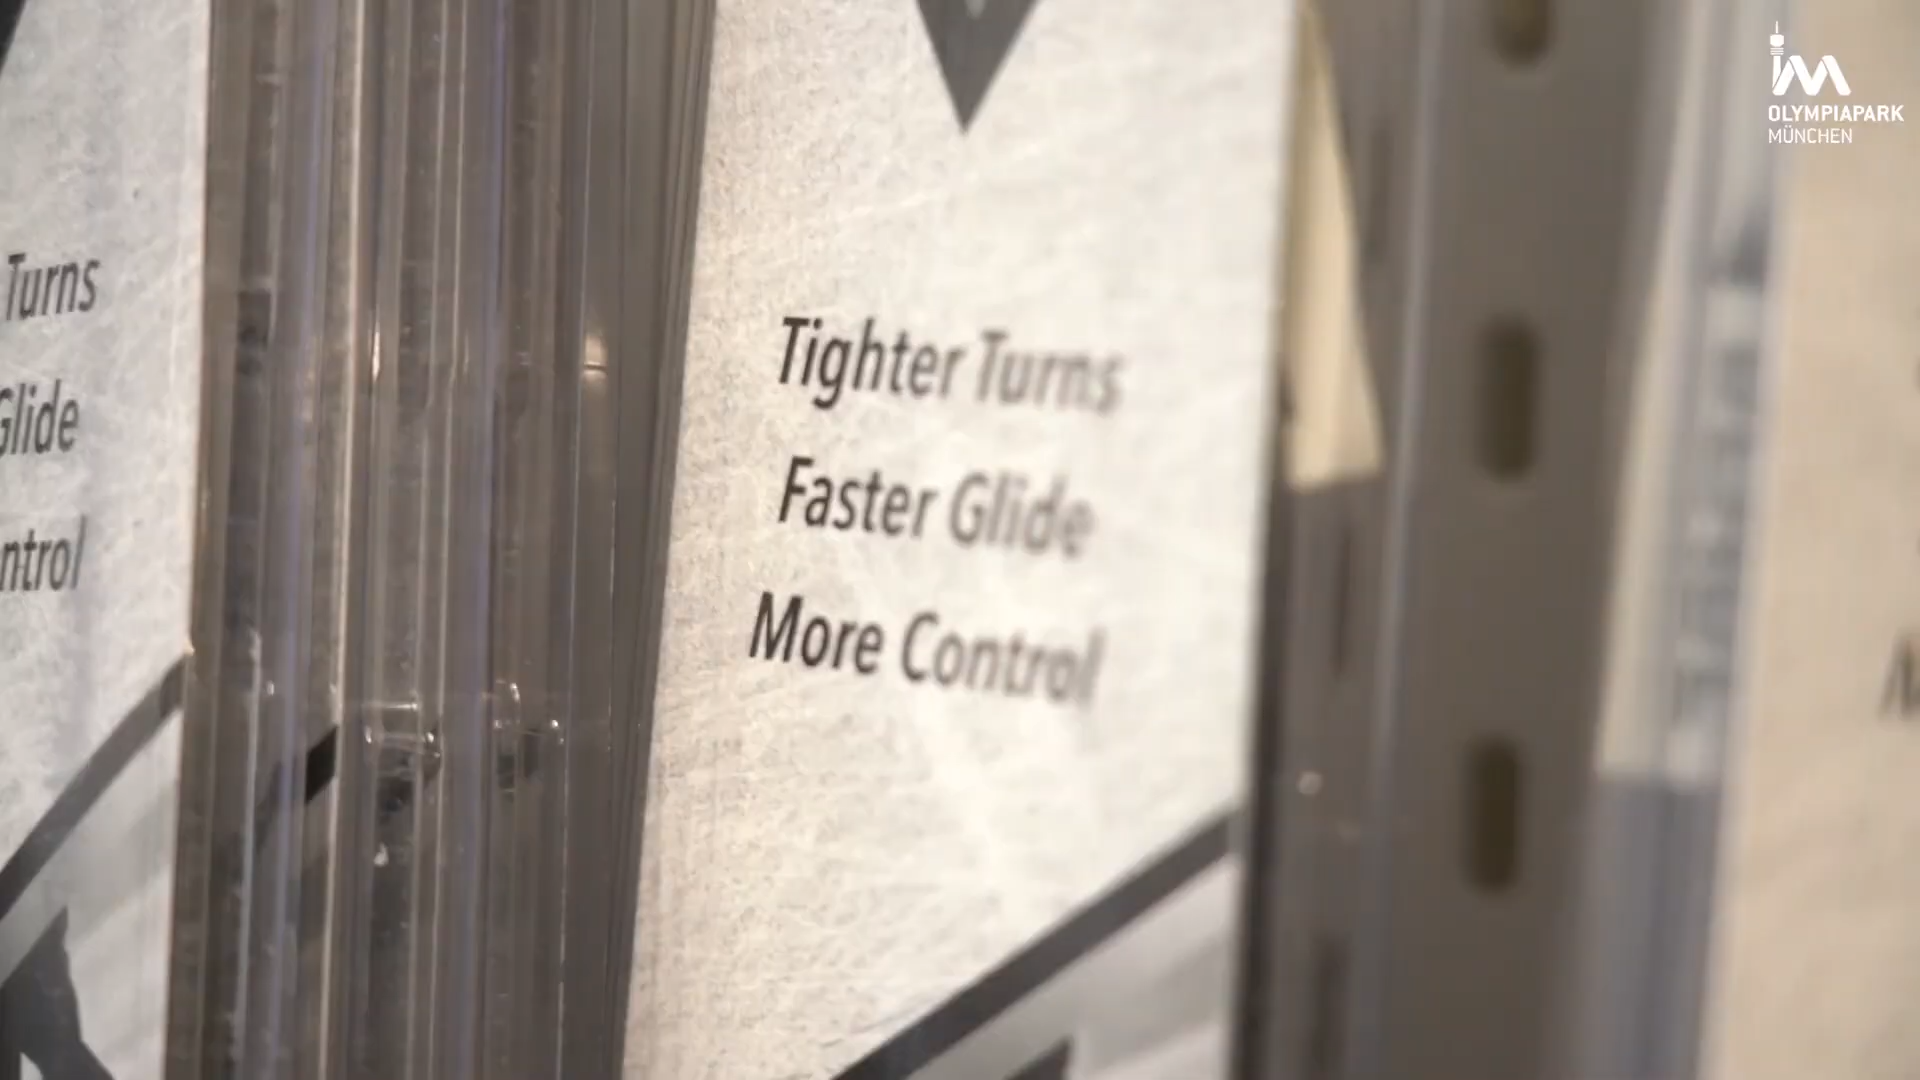 Turns
Glide
ntrol
Tighter Turns
Faster Glide
More Control
OLYMPIAPARK
MÜNCHEN